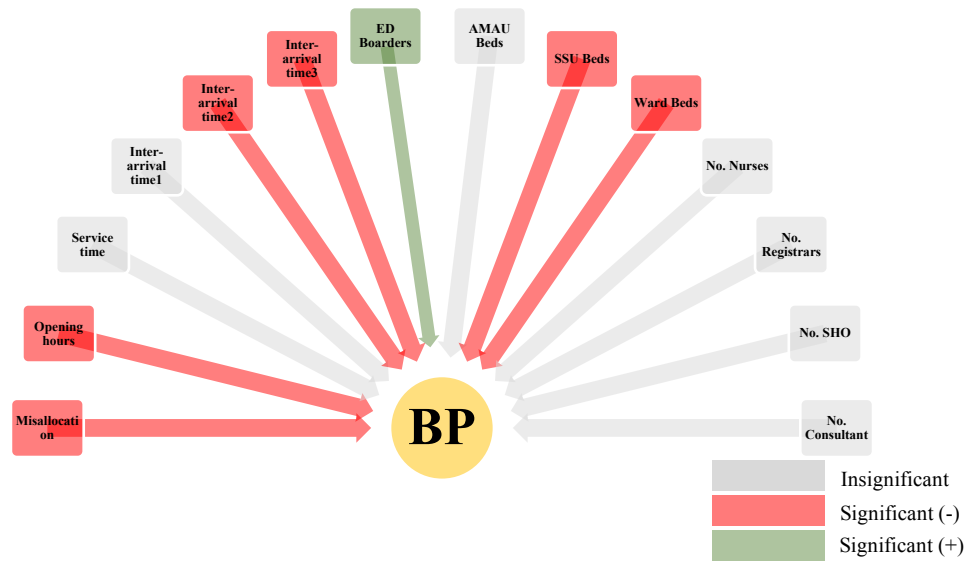 ED
Boarders
AMAU
Beds
Inter-
arrival
time3
SSU Beds
Inter-
arrival
time2
Ward Beds
Inter-
arrival
time1
No. Nurses
Service
time
No.
Registrars
Opening
hours
No. SHO
Misallocati
on
BP
No.
Consultant
Insignificant
Significant (-)
Significant (+)